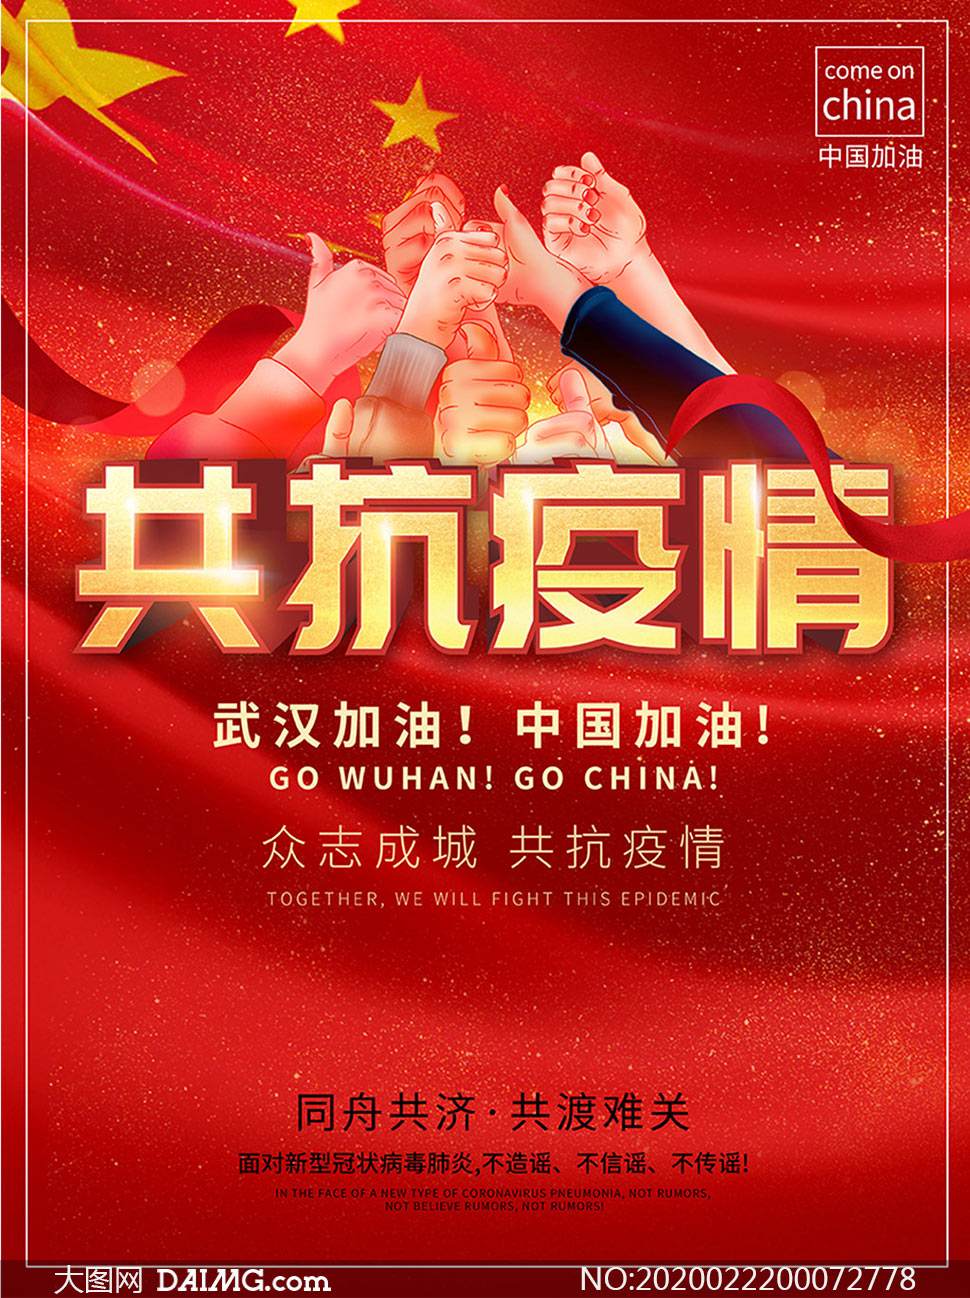 come on
china
中国加油
共抗疫情
武汉加油！中国加油！
GO WUHAN! GO CHINA!
众志成城 共抗疫情
TOGETHER, WE WILL FIGHT THIS EPIDEMIC
同舟共济·共渡难关
面对新型冠状病毒肺炎,不造谣、不信谣、不传谣!
IN THE FACE OF A NEW TYPE OF CORONAVIRUS PNEUMONIA, NOT RUMORS,
NOT BELIEVE RUMORS, NOT RUMORS!
大图网 DAIMG.com
NO:20200222200072778